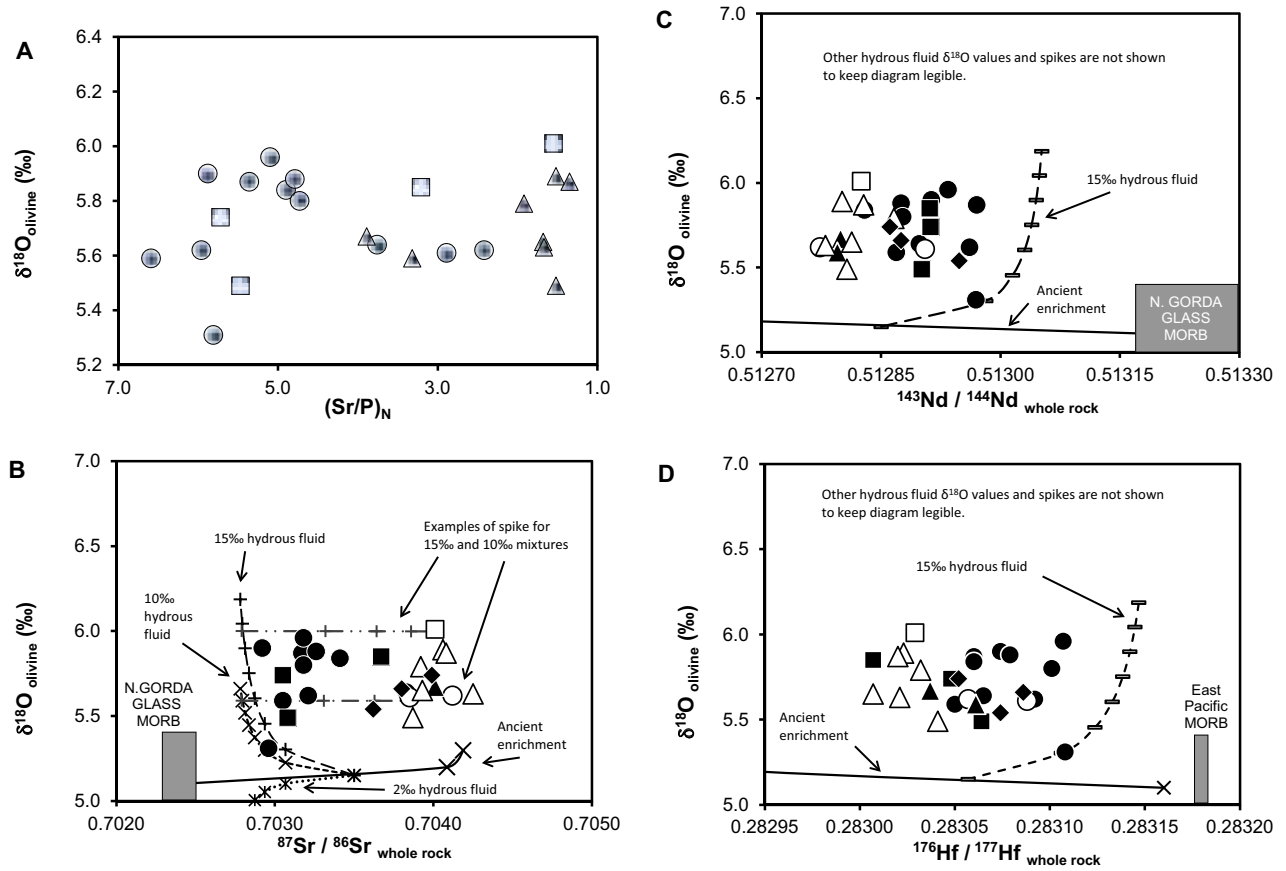 A
6.4
6.2
6.0
5.8
5.6
5.4
5.2
δ¹⁸Oolivine (‰)
7.0
5.0
3.0
1.0
(Sr/P)N
C
7.0
6.5
6.0
5.5
5.0
δ¹⁸O olivine (‰)
Other hydrous fluid δ¹⁸O values and spikes are not shown
to keep diagram legible.
15‰ hydrous fluid
Ancient
enrichment
N. GORDA
GLASS
MORB
0.51270
0.51285
0.51300
0.51315
0.51330
¹⁴³Nd / ¹⁴⁴Nd whole rock
B
7.0
6.5
6.0
5.5
5.0
δ¹⁸O olivine (‰)
15‰ hydrous fluid
Examples of spike for
15‰ and 10‰ mixtures
10‰
hydrous
fluid
N.GORDA
GLASS
MORB
Ancient
enrichment
2‰ hydrous fluid
0.7020
0.7030
0.7040
0.7050
⁸⁷Sr / ⁸⁶Sr whole rock
D
7.0
6.5
6.0
5.5
5.0
δ¹⁸O olivine (‰)
Other hydrous fluid δ¹⁸O values and spikes are not shown
to keep diagram legible.
15‰ hydrous fluid
Ancient
enrichment
East
Pacific
MORB
0.28295
0.28300
0.28305
0.28310
0.28315
0.28320
¹⁷⁶Hf / ¹⁷⁷Hf whole rock